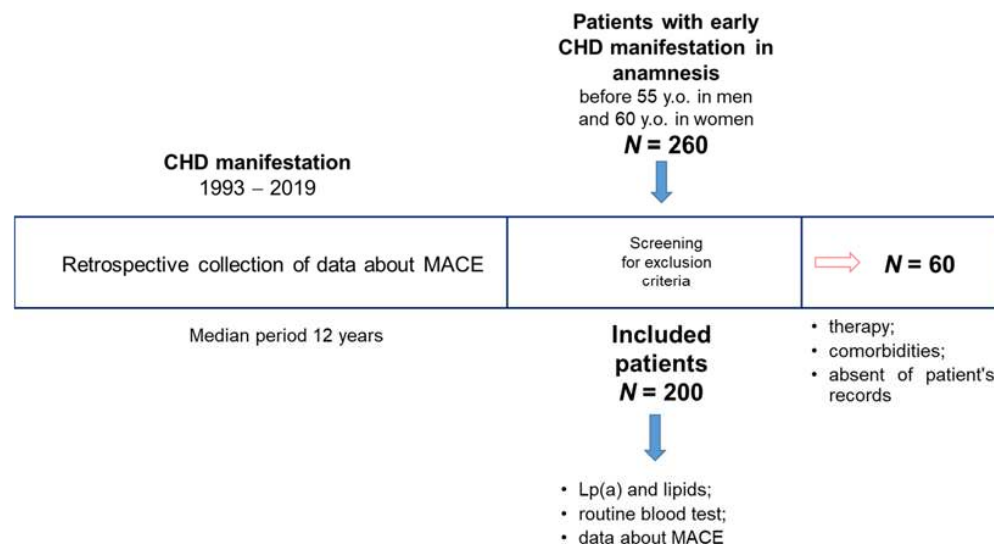 Patients with early
CHD manifestation in
anamnesis
before 55 y.o. in men
and 60 y.o. in women
N = 260
CHD manifestation
1993 – 2019
Retrospective collection of data about MACE
Screening
for exclusion
criteria
N = 60
Median period 12 years
Included
patients
N = 200
• therapy;
• comorbidities;
• absent of patient's
records
• Lp(a) and lipids;
• routine blood test;
• data about MACE